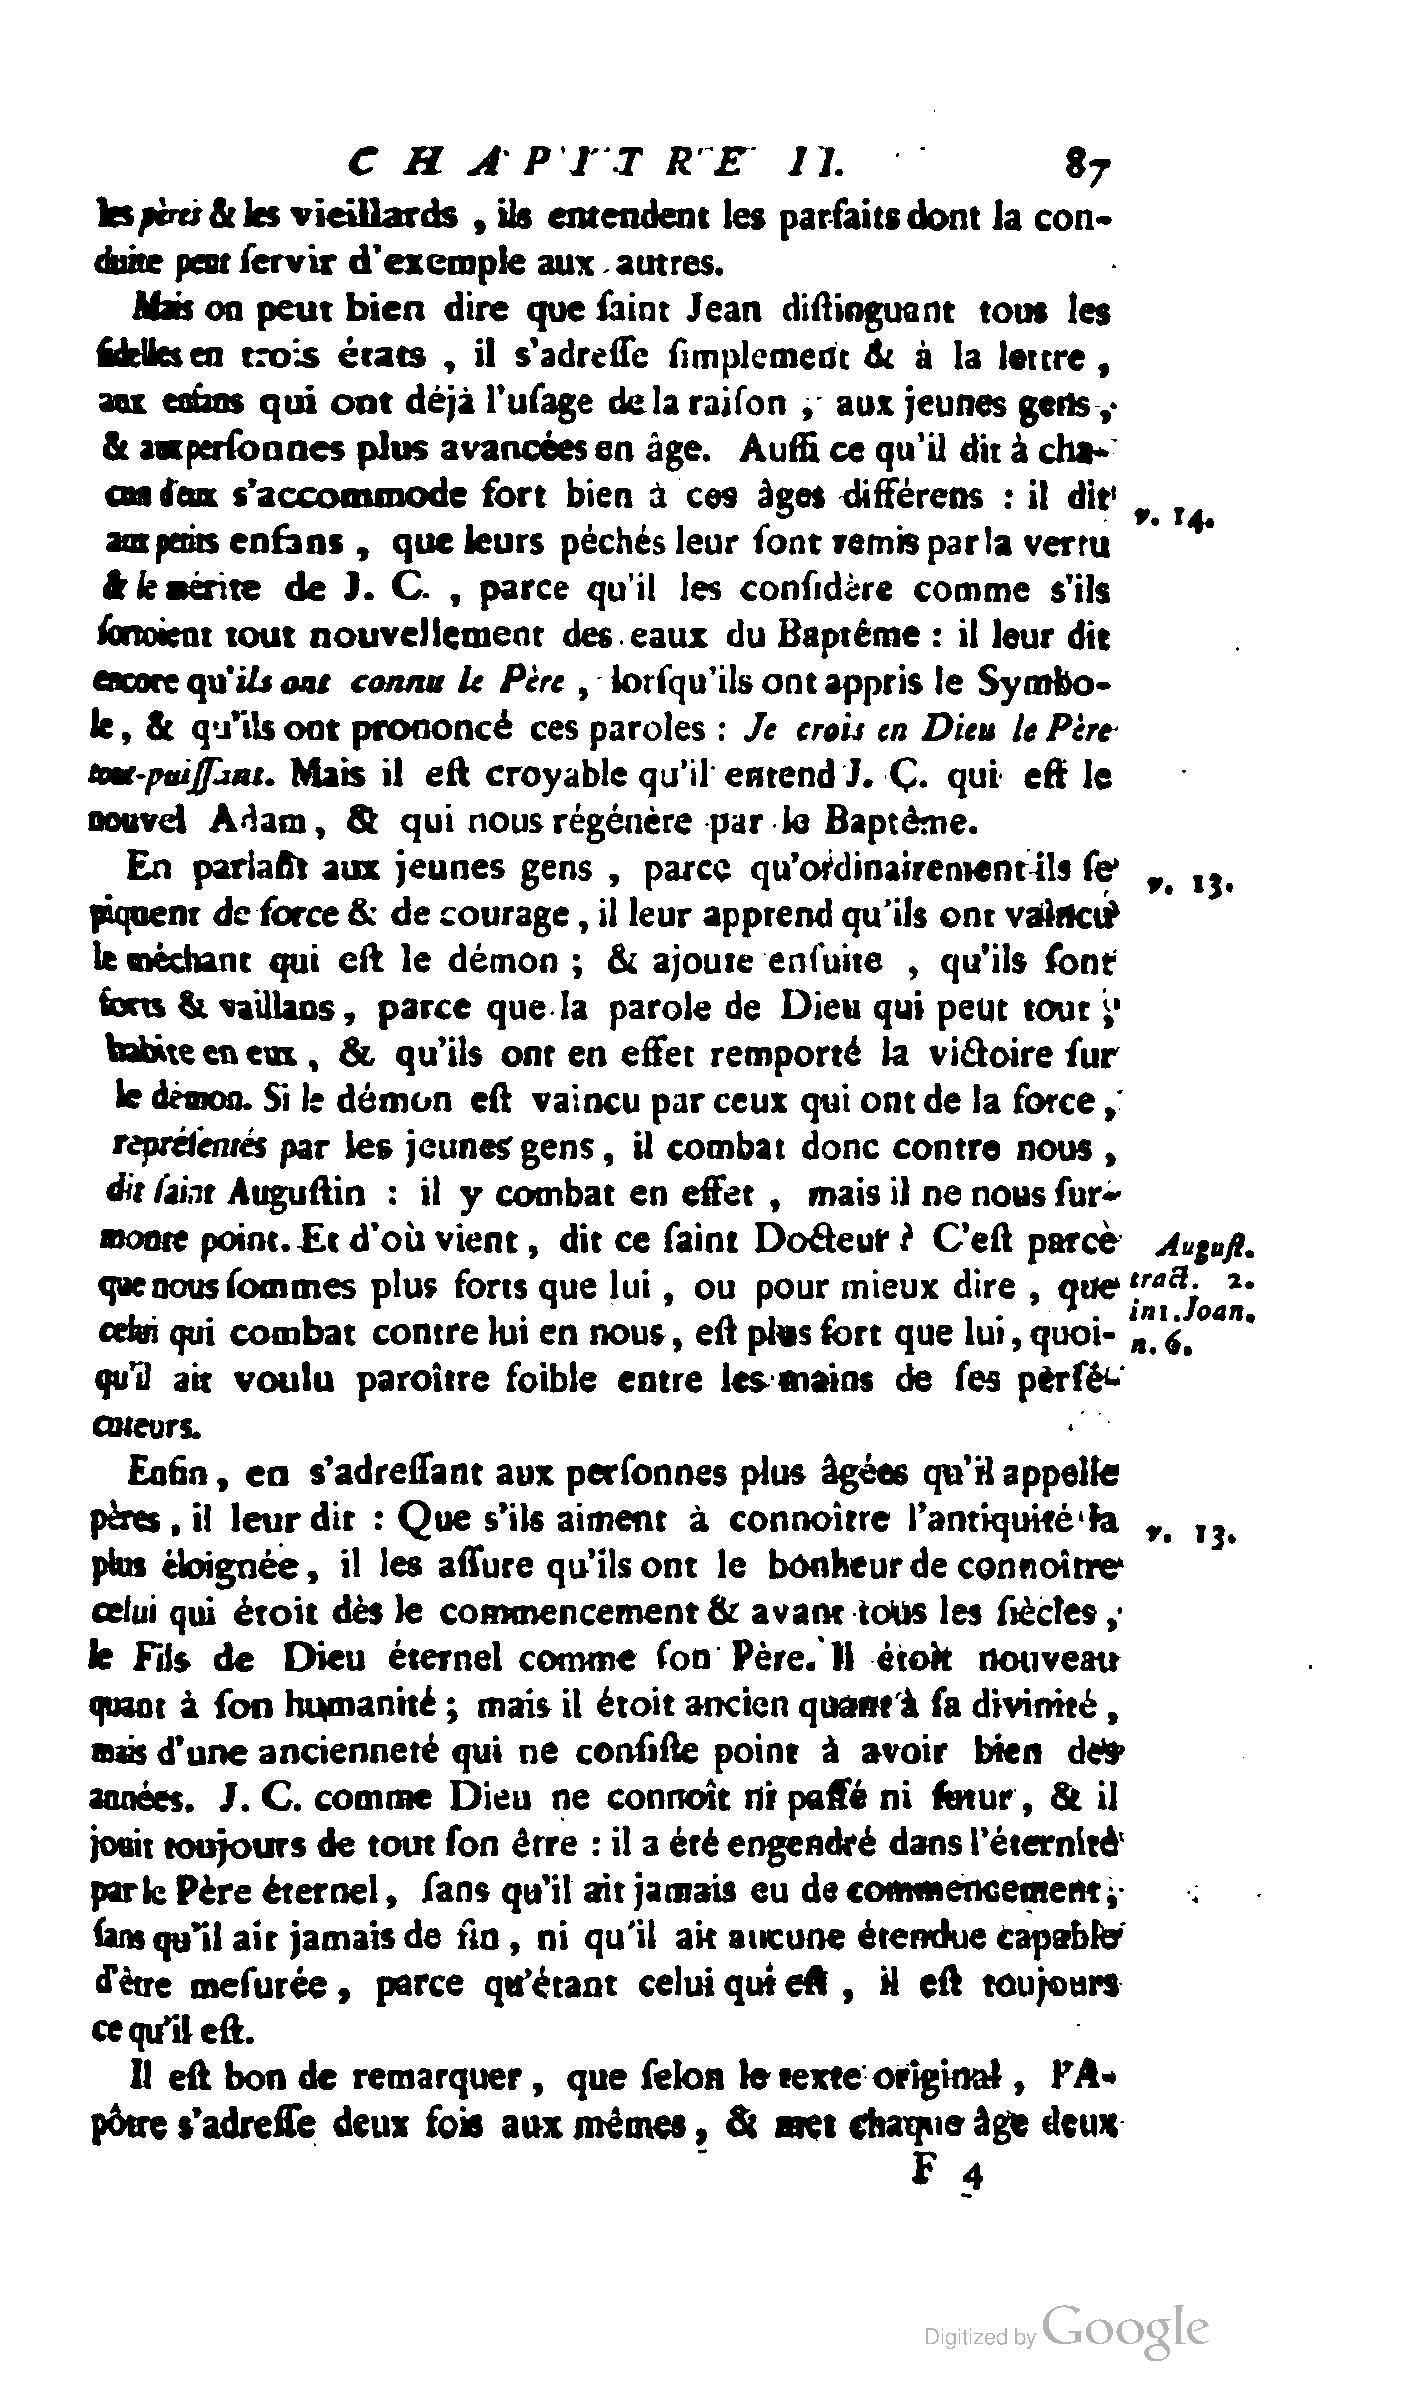 CHAPITRE II. 87
les pères & les vieillards, ils entendent les parfaits dont la con-
duite peut ſervir d'exemple aux autres.
Mais on peut bien dire que ſaint Jean diſtinguant tous les
fidelles en trois états, il s'adreſſe ſimplement & à la lettre,
aux enfans qui ont déjà l'uſage de la raiſon, aux jeunes gens,
& aux perſonnes plus avancées en âge. Auſſi ce qu'il dit à cha-
cun d'eux s'accommode fort bien à ces âges différens : il dit
v. 14.
aux petits enfans, que leurs péchés leur ſont remis par la vertu
& le mérite de J. C., parce qu'il les conſidère comme s'ils
ſortoient tout nouvellement des eaux du Baptême : il leur dit
encore qu'ils ont connu le Père, lorſqu'ils ont appris le Symbo-
le, & qu'ils ont prononcé ces paroles : Je crois en Dieu le Père
tout-puiſſant. Mais il eſt croyable qu'il entend J. C. qui eſt le
nouvel Adam, & qui nous régénère par le Baptême.
En parlant aux jeunes gens, parce qu'ordinairement ils ſe
v. 13.
piquent de force & de courage, il leur apprend qu'ils ont vaincu
le méchant qui eſt le démon ; & ajoute enſuite, qu'ils ſont
forts & vaillans, parce que la parole de Dieu qui peut tout,
habite en eux, & qu'ils ont en effet remporté la victoire ſur
le démon. Si le démon eſt vaincu par ceux qui ont de la force,
repréſentés par les jeunes gens, il combat donc contre nous,
dit ſaint Auguſtin : il y combat en effet, mais il ne nous ſur-
monte point. Et d'où vient, dit ce ſaint Docteur ? C'eſt parce
Auguſt.
que nous ſommes plus forts que lui, ou pour mieux dire, que
tract. 2.
in 1. Joan.
celui qui combat contre lui en nous, eſt plus fort que lui, quoi-
n. 6.
qu'il ait voulu paroître foible entre les mains de ſes perſé-
cuteurs.
Enfin, en s'adreſſant aux perſonnes plus âgées qu'il appelle
pères, il leur dit : Que s'ils aiment à connoître l'antiquité la
v. 13.
plus éloignée, il les aſſure qu'ils ont le bonheur de connoître
celui qui étoit dès le commencement & avant tous les ſiècles,
le Fils de Dieu éternel comme ſon Père. Il étoit nouveau
quant à ſon humanité ; mais il étoit ancien quant à ſa divinité,
mais d'une ancienneté qui ne conſiſte point à avoir bien des
années. J. C. comme Dieu ne connoît ni paſſé ni futur, & il
jouit toujours de tout ſon être : il a été engendré dans l'éternité
par le Père éternel, ſans qu'il ait jamais eu de commencement,
ſans qu'il ait jamais de fin, ni qu'il ait aucune étendue capable
d'être meſurée, parce qu'étant celui qui eſt, il eſt toujours
ce qu'il eſt.
Il eſt bon de remarquer, que ſelon le texte original, l'A-
pôtre s'adreſſe deux fois aux mêmes, & met chaque âge deux
F 4
Digitized by Google